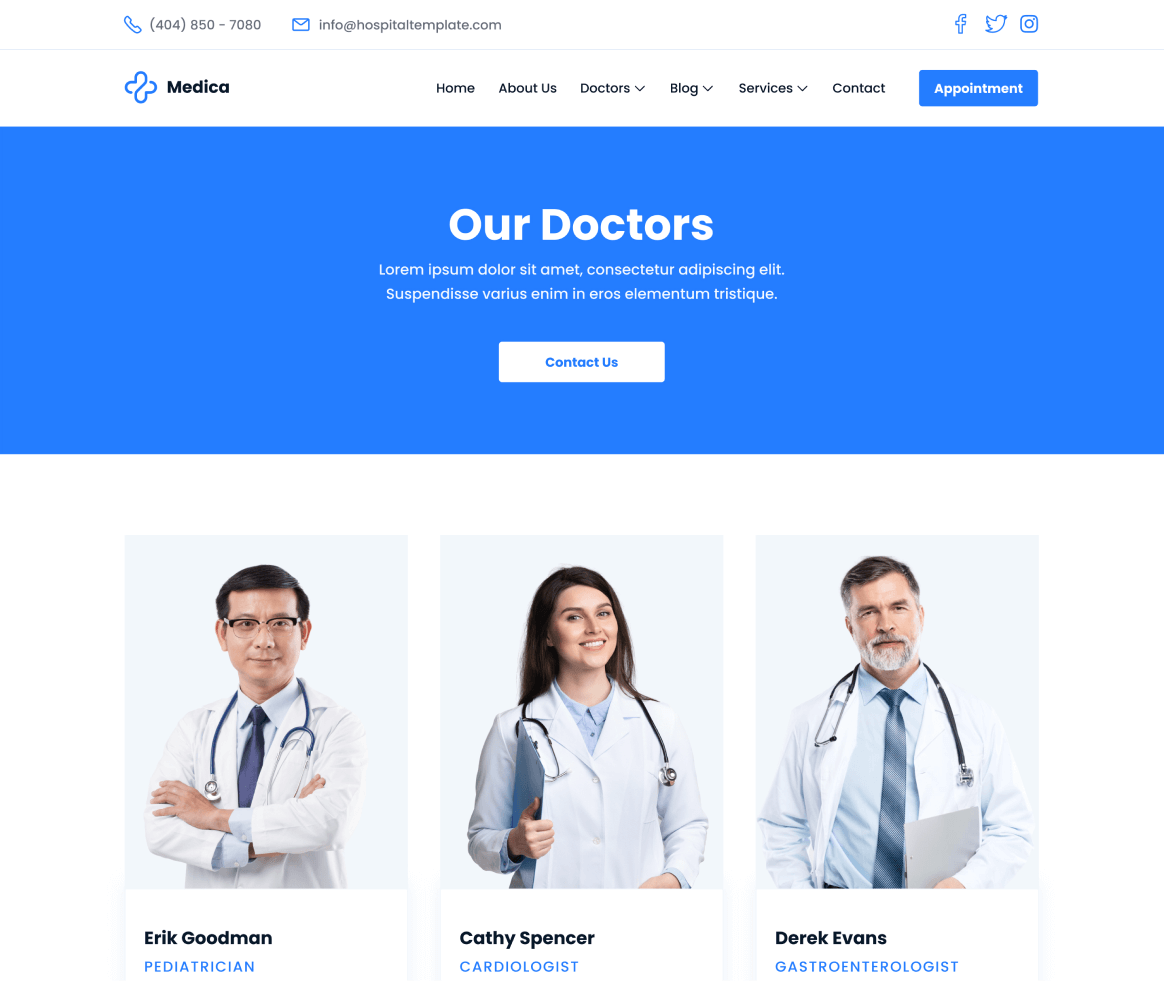 (404) 850 - 7080
info@hospitaltemplate.com
Medica
Home
About Us
Doctors
Blog
Services
Contact
Appointment
Our Doctors
Lorem ipsum dolor sit amet, consectetur adipiscing elit.
Suspendisse varius enim in eros elementum tristique.
Contact Us
Erik Goodman
PEDIATRICIAN
Cathy Spencer
CARDIOLOGIST
Derek Evans
GASTROENTEROLOGIST